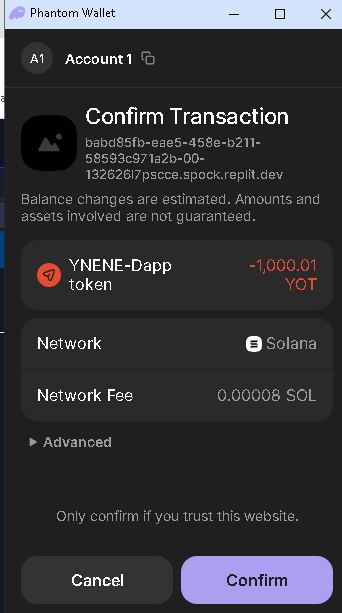 Phantom Wallet
A1 Account 1
Confirm Transaction
babd85fb-eae5-458e-b211-
58593c971a2b-00-
132626l7pscce.spock.replit.dev
Balance changes are estimated. Amounts and
assets involved are not guaranteed.
YNENE-Dapp -1,000.01
token YOT
Network Solana
Network Fee 0.00008 SOL
Advanced
Only confirm if you trust this website.
Cancel Confirm